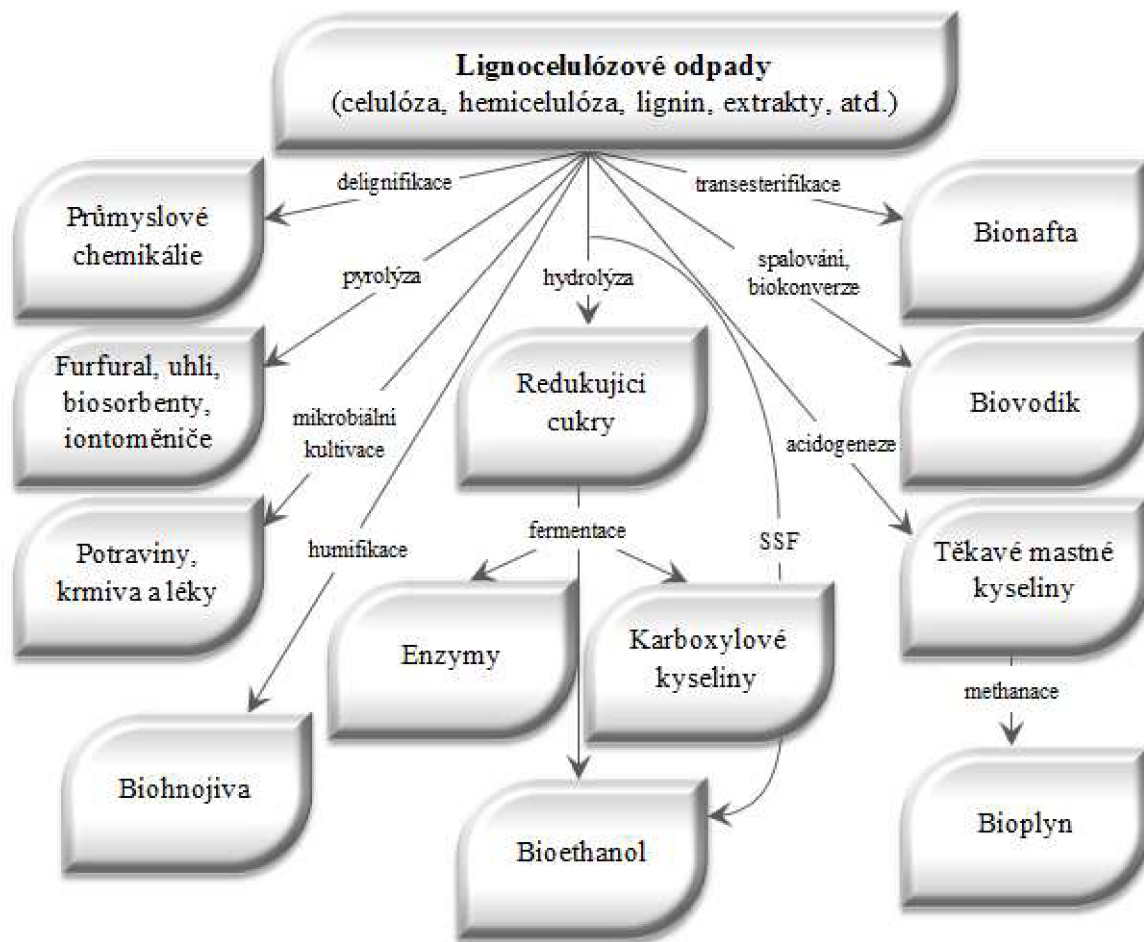 Lignocelulózové odpady
(celulóza, hemicelulóza, lignin, extrakty, atd.)
delignifikace
transesterifikace
Průmyslové
chemikálie
Bionafta
pyrolýza
hydrolýza
spalování,
biokonverze
Furfural, uhlí,
biosorbenty,
iontoměniče
Redukující
cukry
Biovodík
mikrobiální
kultivace
acidogeneze
Potraviny,
krmiva a léky
humifikace
fermentace
SSF
Těkavé mastné
kyseliny
Enzymy
Karboxylové
kyseliny
methanace
Biohnojiva
Bioethanol
Bioplyn